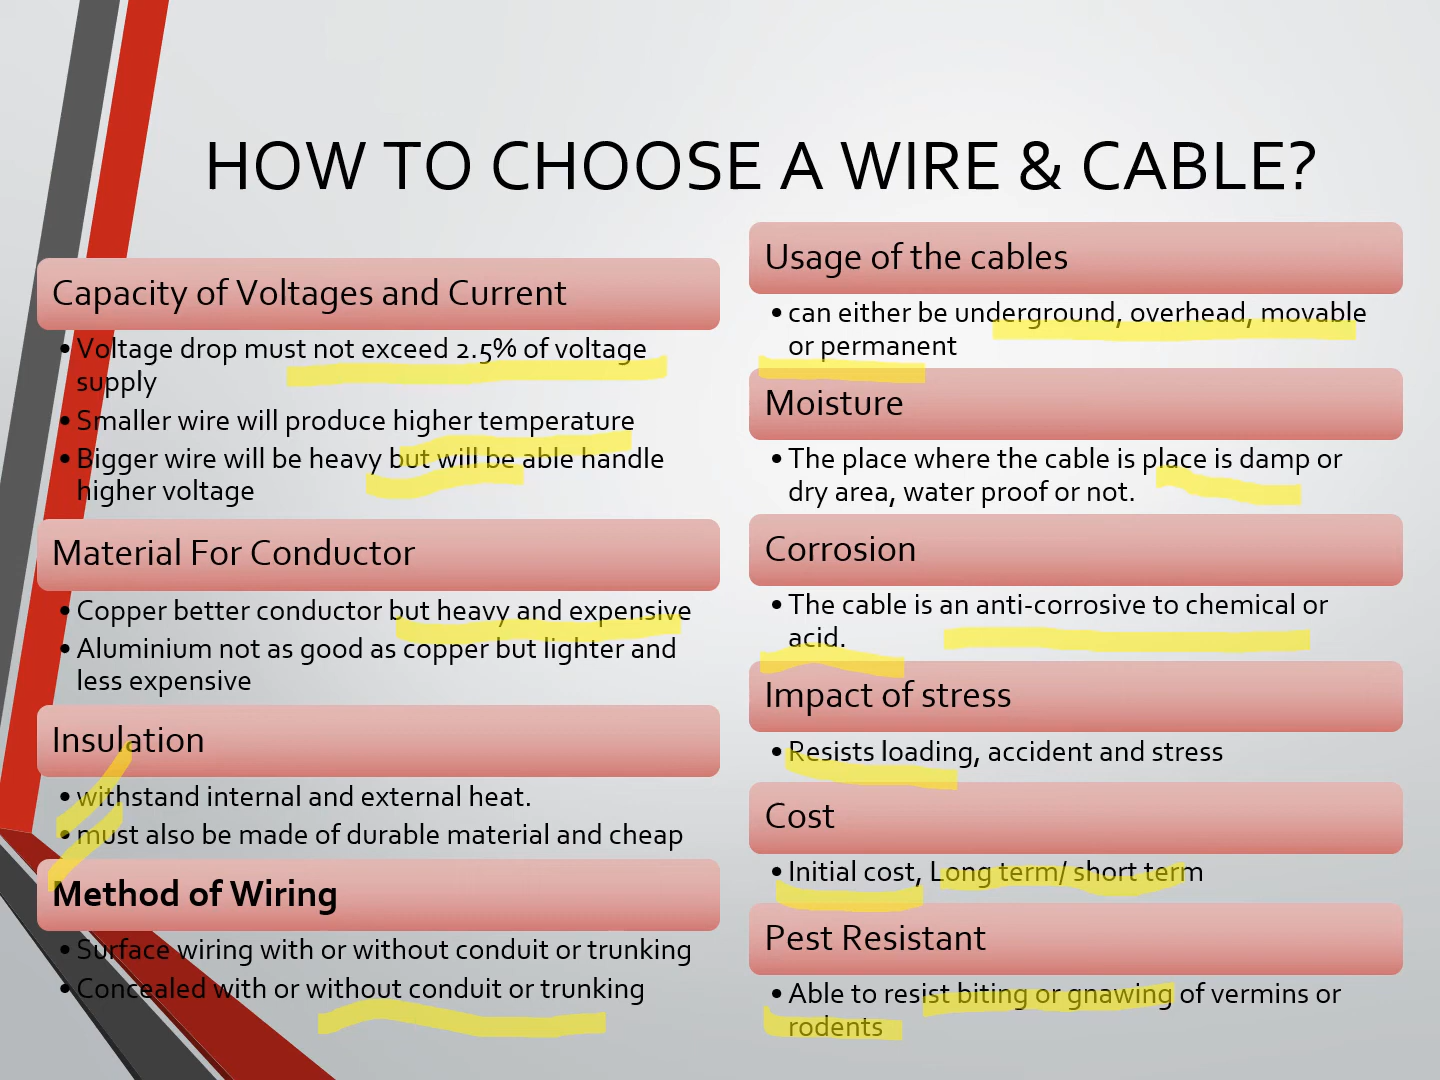 HOW TO CHOOSE A WIRE & CABLE?
Capacity of Voltages and Current
• Voltage drop must not exceed 2.5% of voltage
supply
• Smaller wire will produce higher temperature
• Bigger wire will be heavy but will be able handle
higher voltage
Material For Conductor
• Copper better conductor but heavy and expensive
• Aluminium not as good as copper but lighter and
less expensive
Insulation
• withstand internal and external heat.
• must also be made of durable material and cheap
Method of Wiring
• Surface wiring with or without conduit or trunking
• Concealed with or without conduit or trunking
Usage of the cables
• can either be underground, overhead, movable
or permanent
Moisture
• The place where the cable is place is damp or
dry area, water proof or not.
Corrosion
• The cable is an anti-corrosive to chemical or
acid.
Impact of stress
• Resists loading, accident and stress
Cost
• Initial cost, Long term/ short term
Pest Resistant
• Able to resist biting or gnawing of vermins or
rodents